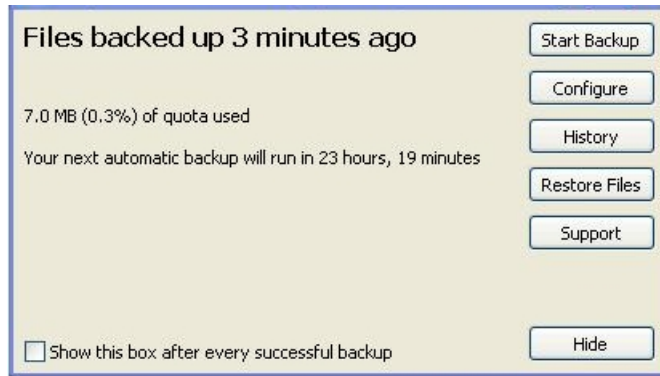 Files backed up 3 minutes ago
Start Backup
Configure
7.0 MB (0.3%) of quota used
History
Your next automatic backup will run in 23 hours, 19 minutes
Restore Files
Support
Show this box after every successful backup
Hide